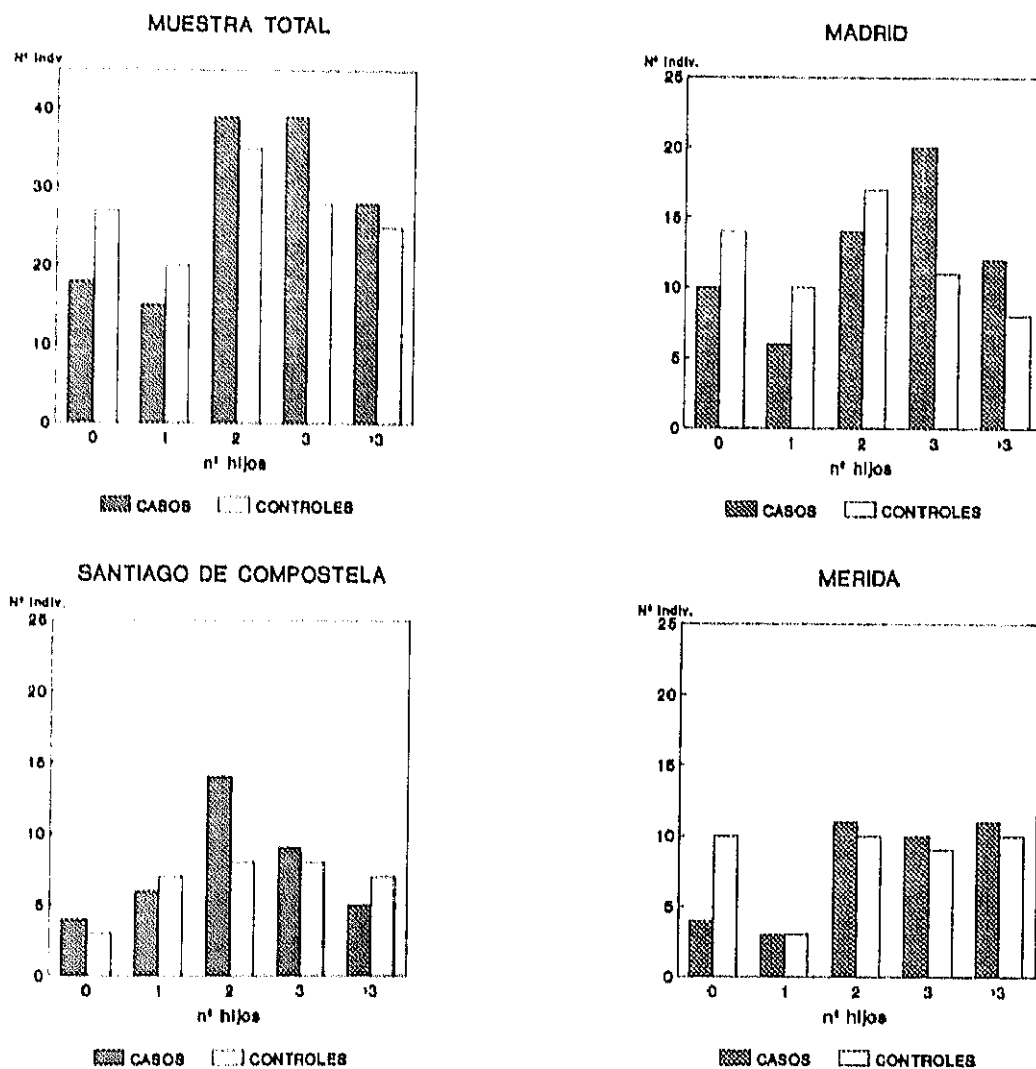 MUESTRA TOTAL
Nº Indv
40
30
20
10
0
0 1 2 3 >3
nº hijos
CASOS CONTROLES
MADRID
Nº Indiv.
25
20
15
10
5
0
0 1 2 3 >3
nº hijos
CASOS CONTROLES
SANTIAGO DE COMPOSTELA
Nº Indiv.
25
20
15
10
5
0
0 1 2 3 >3
nº hijos
CASOS CONTROLES
MERIDA
Nº Indiv.
25
20
15
10
5
0
0 1 2 3 >3
nº hijos
CASOS CONTROLES